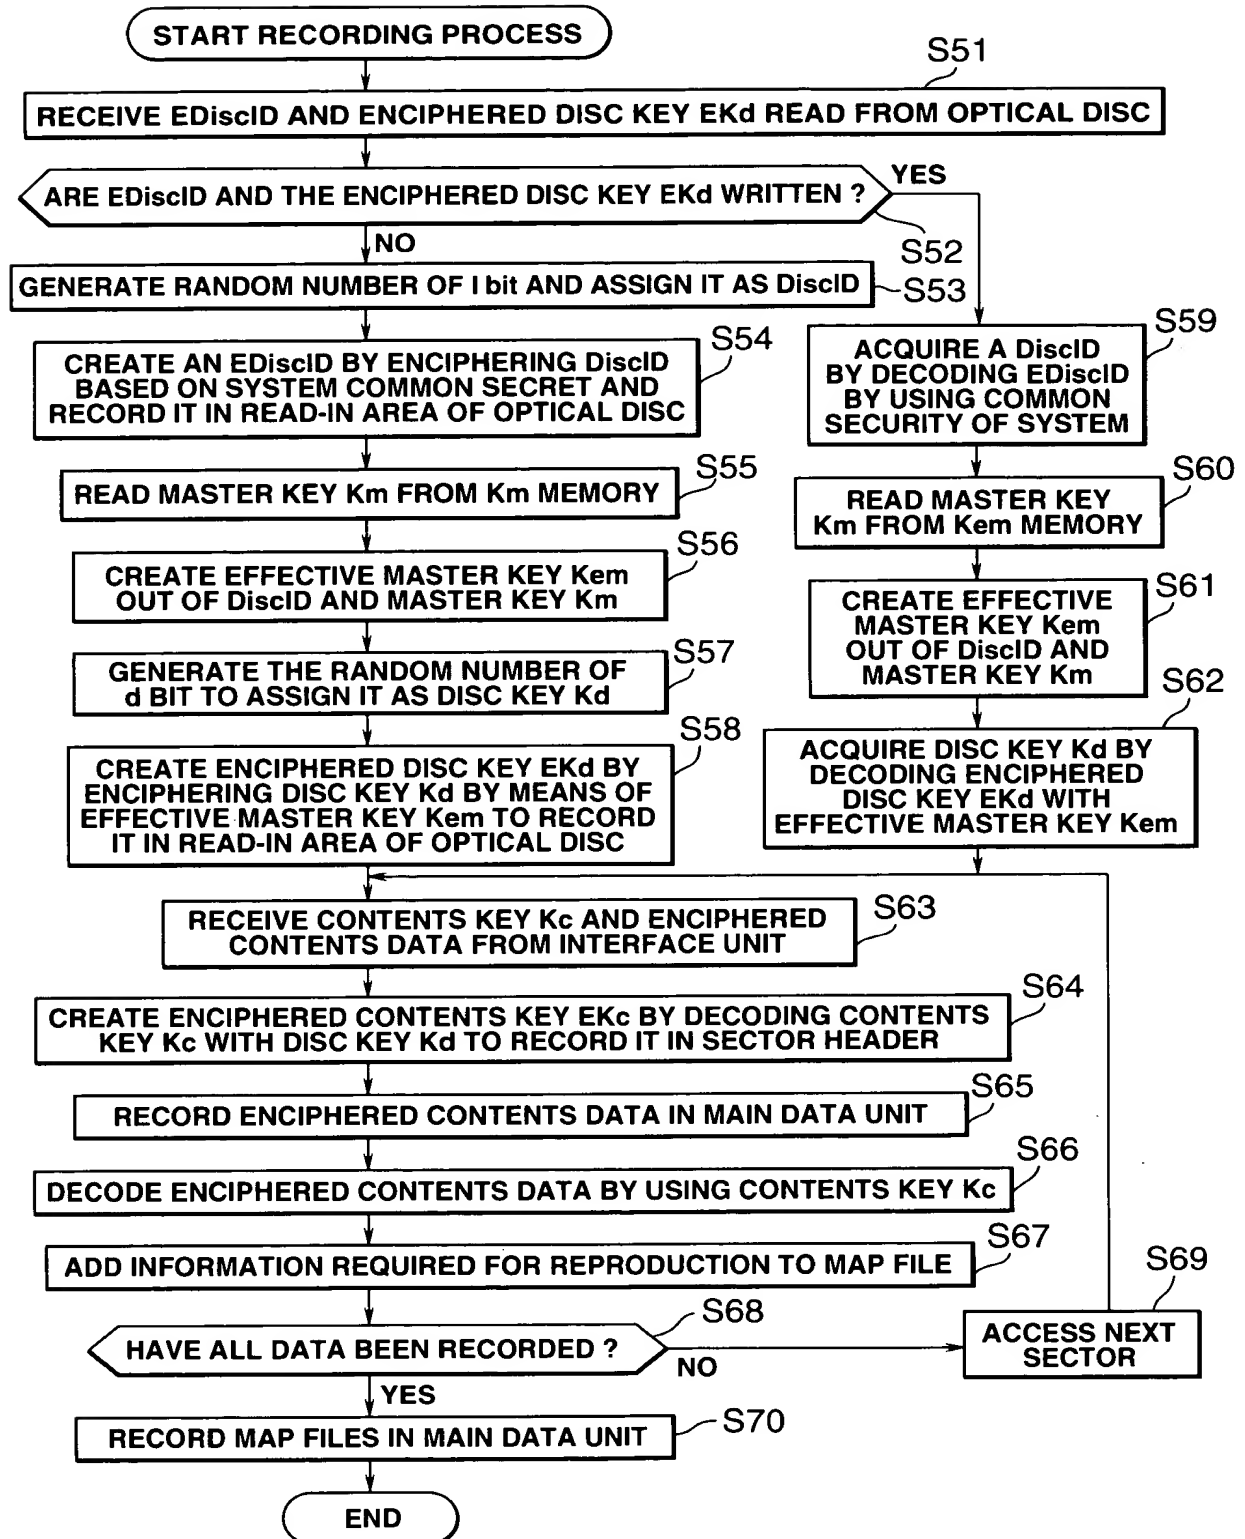 START RECORDING PROCESS
S51
RECEIVE EDiscID AND ENCIPHERED DISC KEY EKd READ FROM OPTICAL DISC
ARE EDiscID AND THE ENCIPHERED DISC KEY EKd WRITTEN ?
YES
S52
NO
GENERATE RANDOM NUMBER OF I bit AND ASSIGN IT AS DiscID
S53
S54
CREATE AN EDiscID BY ENCIPHERING DiscID
BASED ON SYSTEM COMMON SECRET AND
RECORD IT IN READ-IN AREA OF OPTICAL DISC
S55
READ MASTER KEY Km FROM Km MEMORY
S56
CREATE EFFECTIVE MASTER KEY Kem
OUT OF DiscID AND MASTER KEY Km
S57
GENERATE THE RANDOM NUMBER OF
d BIT TO ASSIGN IT AS DISC KEY Kd
S58
CREATE ENCIPHERED DISC KEY EKd BY
ENCIPHERING DISC KEY Kd BY MEANS OF
EFFECTIVE MASTER KEY Kem TO RECORD
IT IN READ-IN AREA OF OPTICAL DISC
S59
ACQUIRE A DiscID
BY DECODING EDiscID
BY USING COMMON
SECURITY OF SYSTEM
S60
READ MASTER KEY
Km FROM Kem MEMORY
S61
CREATE EFFECTIVE
MASTER KEY Kem
OUT OF DiscID AND
MASTER KEY Km
S62
ACQUIRE DISC KEY Kd BY
DECODING ENCIPHERED
DISC KEY EKd WITH
EFFECTIVE MASTER KEY Kem
S63
RECEIVE CONTENTS KEY Kc AND ENCIPHERED
CONTENTS DATA FROM INTERFACE UNIT
S64
CREATE ENCIPHERED CONTENTS KEY EKc BY DECODING CONTENTS
KEY Kc WITH DISC KEY Kd TO RECORD IT IN SECTOR HEADER
S65
RECORD ENCIPHERED CONTENTS DATA IN MAIN DATA UNIT
S66
DECODE ENCIPHERED CONTENTS DATA BY USING CONTENTS KEY Kc
S67
ADD INFORMATION REQUIRED FOR REPRODUCTION TO MAP FILE
S68
HAVE ALL DATA BEEN RECORDED ?
NO
S69
ACCESS NEXT
SECTOR
YES
S70
RECORD MAP FILES IN MAIN DATA UNIT
END